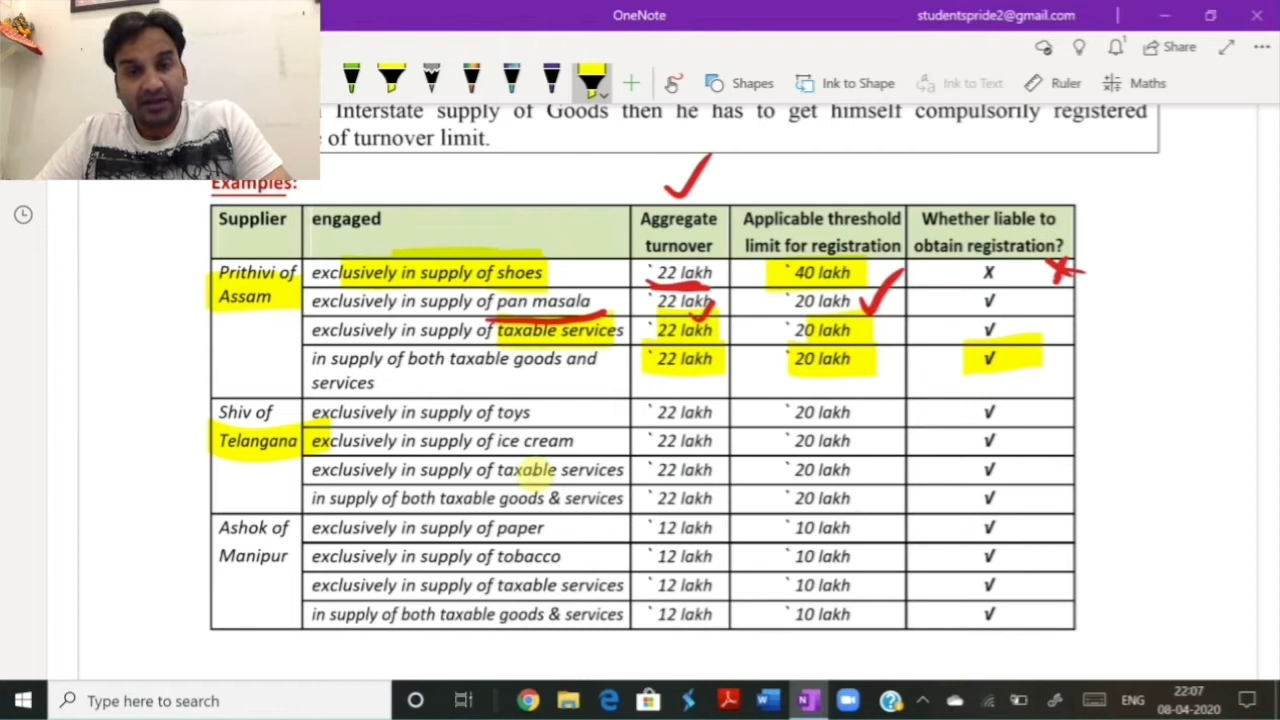 OneNote
studentspride2@gmail.com
Share
Shapes
Ink to Shape
Ink to Text
Ruler
Maths
Interstate supply of Goods then he has to get himself compulsorily registered
e of turnover limit.
Examples:
Supplier engaged Aggregate turnover Applicable threshold limit for registration Whether liable to obtain registration?
Prithivi of Assam exclusively in supply of shoes ` 22 lakh ` 40 lakh X
exclusively in supply of pan masala ` 22 lakh ` 20 lakh √
exclusively in supply of taxable services ` 22 lakh ` 20 lakh √
in supply of both taxable goods and services ` 22 lakh ` 20 lakh √
Shiv of Telangana exclusively in supply of toys ` 22 lakh ` 20 lakh √
exclusively in supply of ice cream ` 22 lakh ` 20 lakh √
exclusively in supply of taxable services ` 22 lakh ` 20 lakh √
in supply of both taxable goods & services ` 22 lakh ` 20 lakh √
Ashok of Manipur exclusively in supply of paper ` 12 lakh ` 10 lakh √
exclusively in supply of tobacco ` 12 lakh ` 10 lakh √
exclusively in supply of taxable services ` 12 lakh ` 10 lakh √
in supply of both taxable goods & services ` 12 lakh ` 10 lakh √
Type here to search
ENG
22:07
08-04-2020